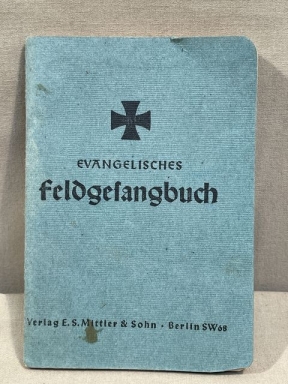 EVANGELISCHES
Feldgesangbuch
Verlag E. S. Mittler & Sohn · Berlin SW68